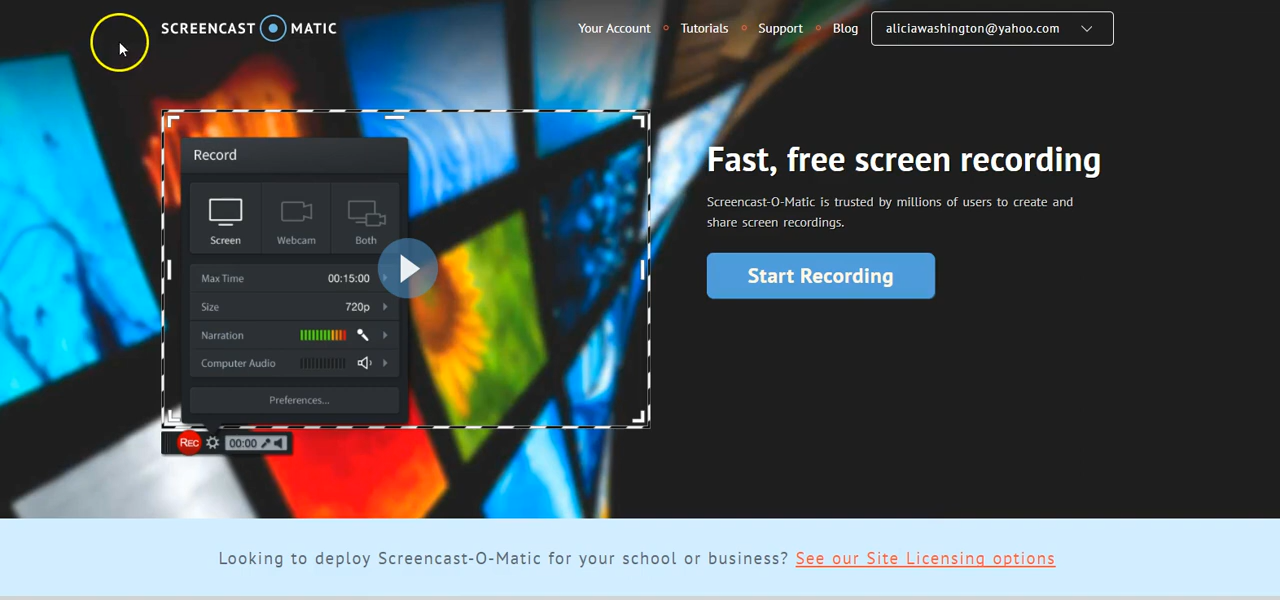 SCREENCAST MATIC
Your Account
Tutorials
Support
Blog
aliciawashington@yahoo.com
Record
Screen
Webcam
Both
Max Time 00:15:00
Size 720p
Narration
Computer Audio
Preferences...
REC
00:00
Fast, free screen recording
Screencast-O-Matic is trusted by millions of users to create and
share screen recordings.
Start Recording
Looking to deploy Screencast-O-Matic for your school or business? See our Site Licensing options